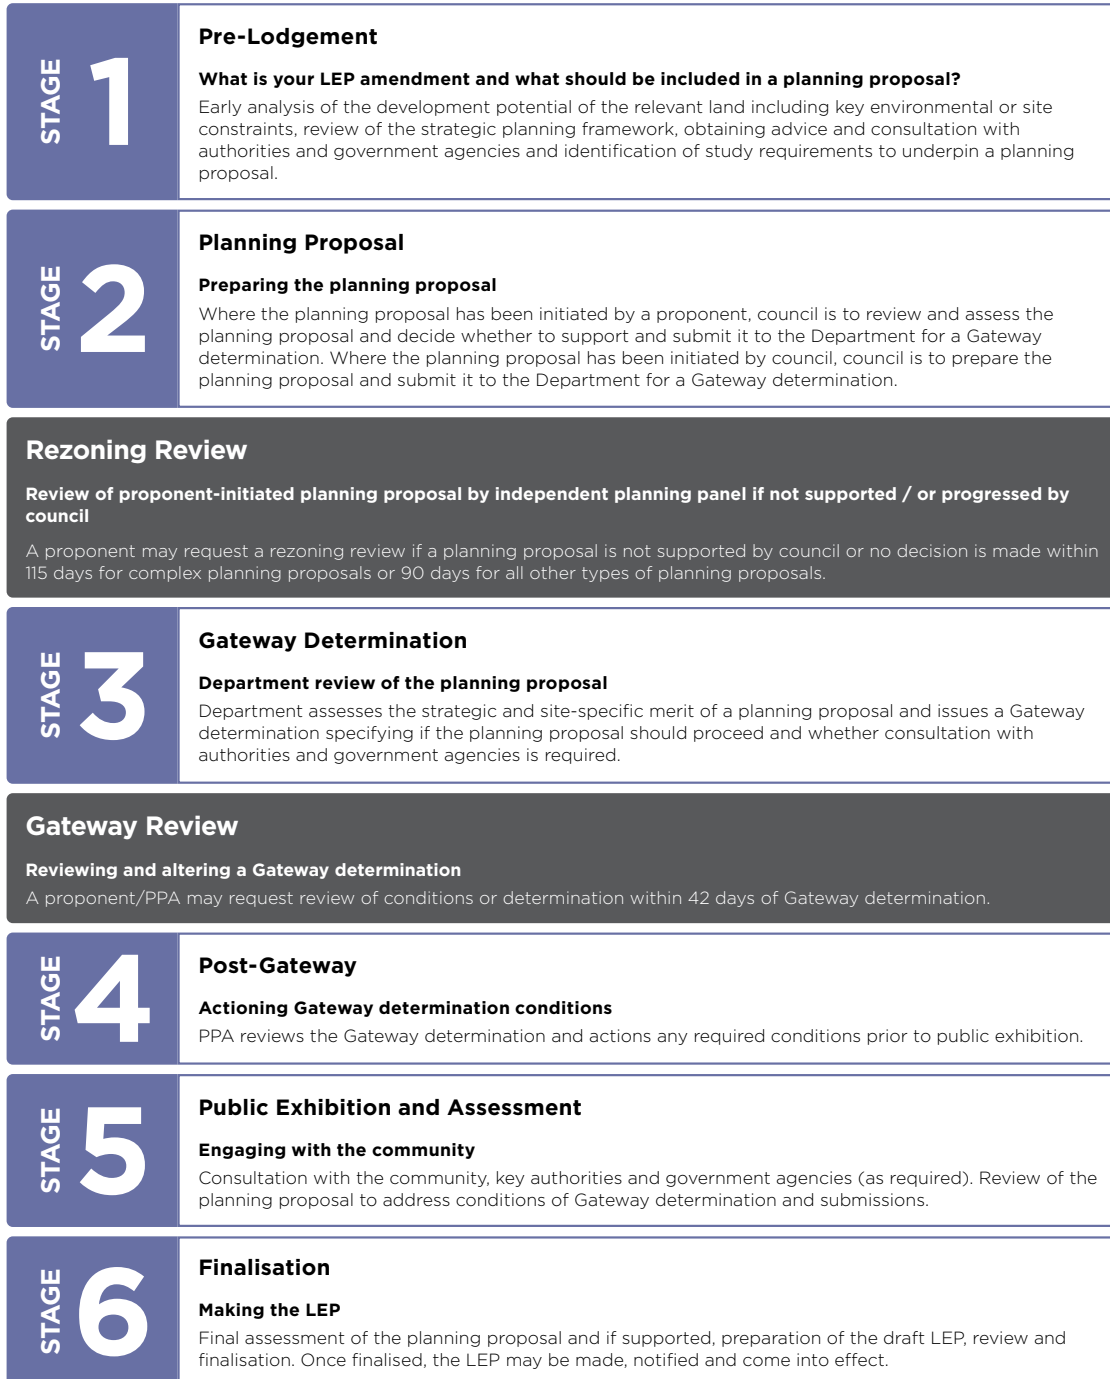 STAGE 1
Pre-Lodgement
What is your LEP amendment and what should be included in a planning proposal?
Early analysis of the development potential of the relevant land including key environmental or site
constraints, review of the strategic planning framework, obtaining advice and consultation with
authorities and government agencies and identification of study requirements to underpin a planning
proposal.
STAGE 2
Planning Proposal
Preparing the planning proposal
Where the planning proposal has been initiated by a proponent, council is to review and assess the
planning proposal and decide whether to support and submit it to the Department for a Gateway
determination. Where the planning proposal has been initiated by council, council is to prepare the
planning proposal and submit it to the Department for a Gateway determination.
Rezoning Review
Review of proponent-initiated planning proposal by independent planning panel if not supported / or progressed by
council
A proponent may request a rezoning review if a planning proposal is not supported by council or no decision is made within
115 days for complex planning proposals or 90 days for all other types of planning proposals.
STAGE 3
Gateway Determination
Department review of the planning proposal
Department assesses the strategic and site-specific merit of a planning proposal and issues a Gateway
determination specifying if the planning proposal should proceed and whether consultation with
authorities and government agencies is required.
Gateway Review
Reviewing and altering a Gateway determination
A proponent/PPA may request review of conditions or determination within 42 days of Gateway determination.
STAGE 4
Post-Gateway
Actioning Gateway determination conditions
PPA reviews the Gateway determination and actions any required conditions prior to public exhibition.
STAGE 5
Public Exhibition and Assessment
Engaging with the community
Consultation with the community, key authorities and government agencies (as required). Review of the
planning proposal to address conditions of Gateway determination and submissions.
STAGE 6
Finalisation
Making the LEP
Final assessment of the planning proposal and if supported, preparation of the draft LEP, review and
finalisation. Once finalised, the LEP may be made, notified and come into effect.